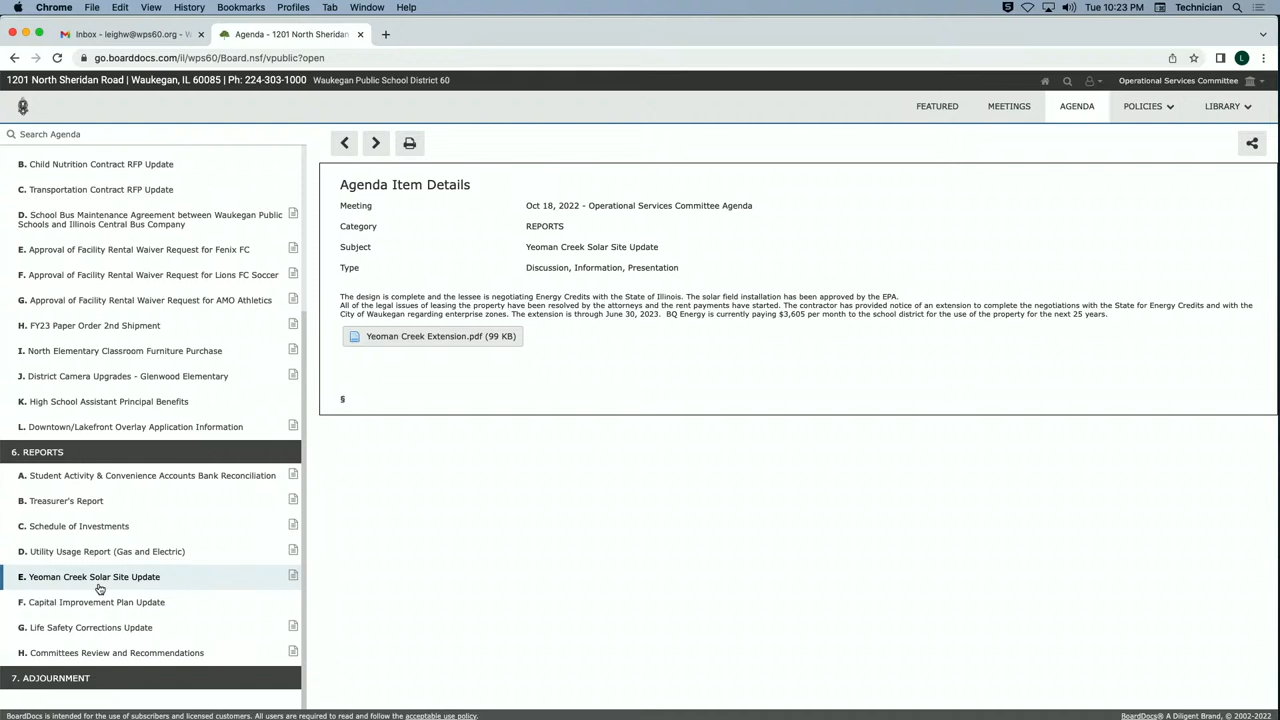 Chrome File Edit View History Bookmarks Profiles Tab Window Help
Tue 10:23 PM Technician
Inbox - leighw@wps60.org - W
Agenda - 1201 North Sheridan
go.boarddocs.com/il/wps60/Board.nsf/vpublic?open
L
1201 North Sheridan Road | Waukegan, IL 60085 | Ph: 224-303-1000 Waukegan Public School District 60
Operational Services Committee
FEATURED MEETINGS AGENDA POLICIES LIBRARY
Search Agenda
B. Child Nutrition Contract RFP Update
C. Transportation Contract RFP Update
D. School Bus Maintenance Agreement between Waukegan Public
Schools and Illinois Central Bus Company
E. Approval of Facility Rental Waiver Request for Fenix FC
F. Approval of Facility Rental Waiver Request for Lions FC Soccer
G. Approval of Facility Rental Waiver Request for AMO Athletics
H. FY23 Paper Order 2nd Shipment
I. North Elementary Classroom Furniture Purchase
J. District Camera Upgrades - Glenwood Elementary
K. High School Assistant Principal Benefits
L. Downtown/Lakefront Overlay Application Information
6. REPORTS
A. Student Activity & Convenience Accounts Bank Reconciliation
B. Treasurer's Report
C. Schedule of Investments
D. Utility Usage Report (Gas and Electric)
E. Yeoman Creek Solar Site Update
F. Capital Improvement Plan Update
G. Life Safety Corrections Update
H. Committees Review and Recommendations
7. ADJOURNMENT
Agenda Item Details
Meeting Oct 18, 2022 - Operational Services Committee Agenda
Category REPORTS
Subject Yeoman Creek Solar Site Update
Type Discussion, Information, Presentation
The design is complete and the lessee is negotiating Energy Credits with the State of Illinois. The solar field installation has been approved by the EPA.
All of the legal issues of leasing the property have been resolved by the attorneys and the rent payments have started. The contractor has provided notice of an extension to complete the negotiations with the State for Energy Credits and with the
City of Waukegan regarding enterprise zones. The extension is through June 30, 2023. BQ Energy is currently paying $3,605 per month to the school district for the use of the property for the next 25 years.
Yeoman Creek Extension.pdf (99 KB)
§
BoardDocs is intended for the use of subscribers and licensed customers. All users are required to read and follow the acceptable use policy.
BoardDocs® A Diligent Brand, © 2002-2022